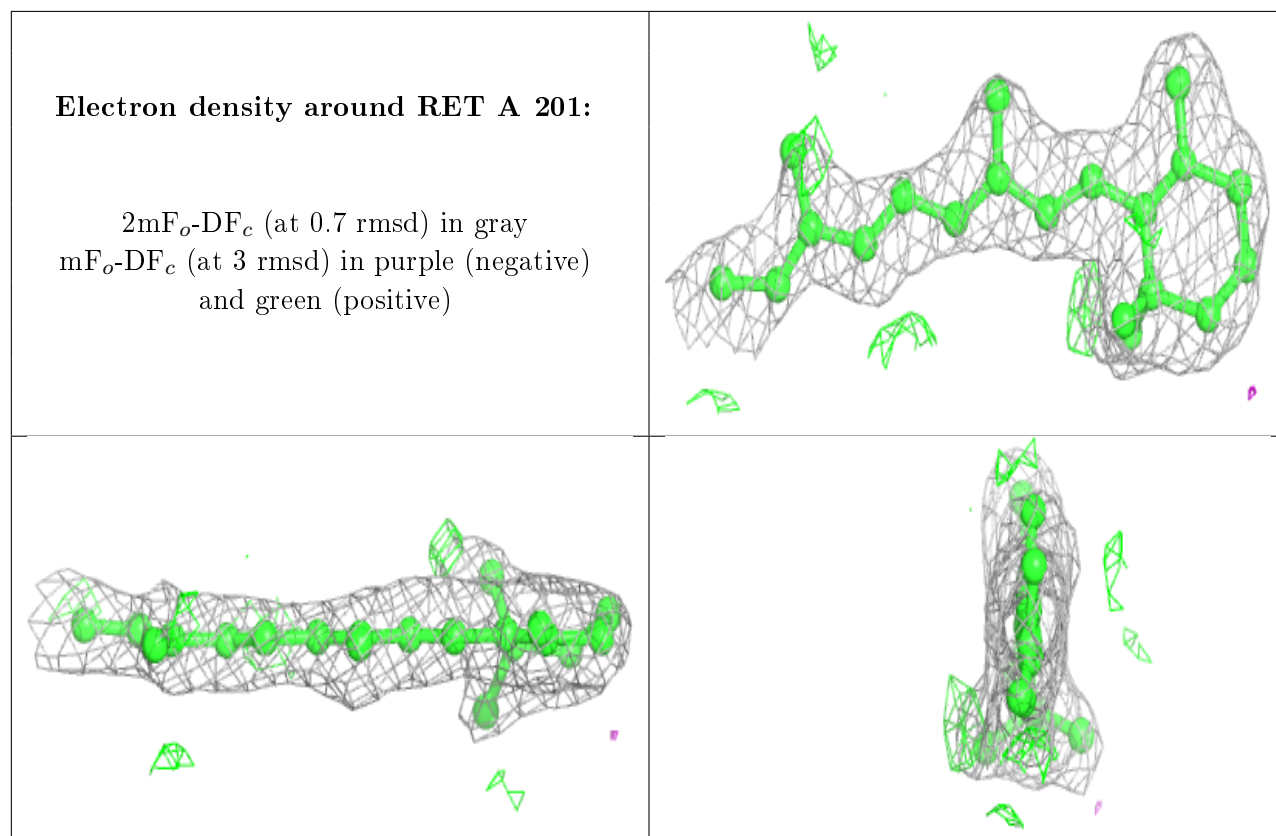 Electron density around RET A 201:
2mFo-DFc (at 0.7 rmsd) in gray
mFo-DFc (at 3 rmsd) in purple (negative)
and green (positive)